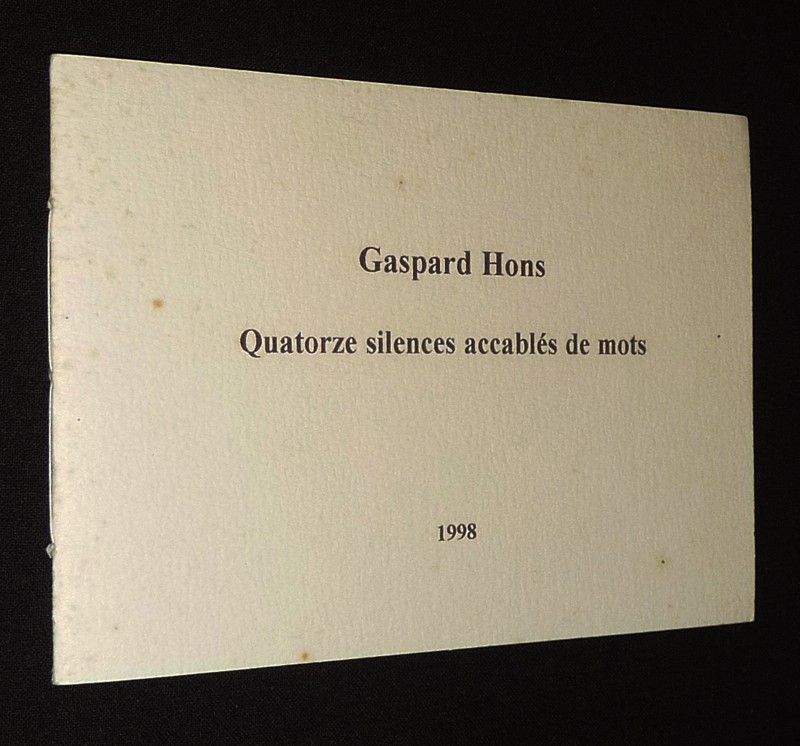 Gaspard Hons
Quatorze silences accablés de mots
1998